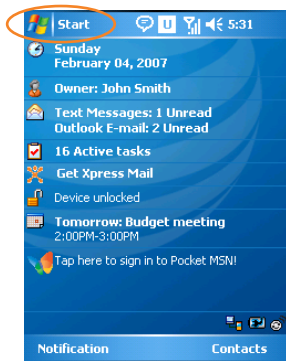 Start U 5:31
Sunday
February 04, 2007
Owner: John Smith
Text Messages: 1 Unread
Outlook E-mail: 2 Unread
16 Active tasks
Get Xpress Mail
Device unlocked
Tomorrow: Budget meeting
2:00PM-3:00PM
Tap here to sign in to Pocket MSN!
Notification Contacts